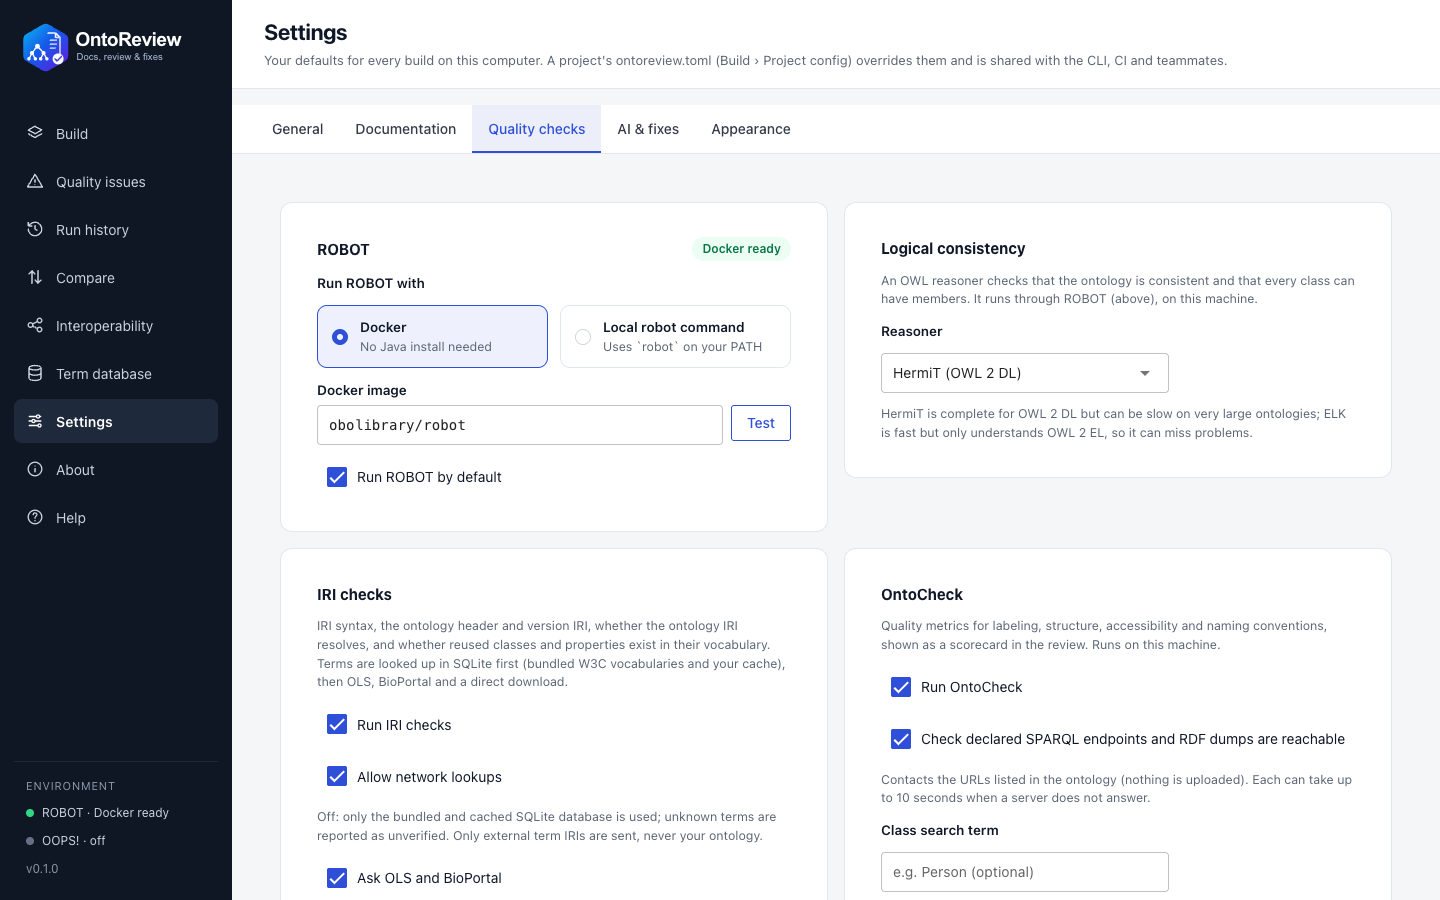 OntoReview
Docs, review & fixes
Build
Quality issues
Run history
Compare
Interoperability
Term database
Settings
About
Help
ENVIRONMENT
ROBOT · Docker ready
OOPS! · off
v0.1.0
Settings
Your defaults for every build on this computer. A project's ontoreview.toml (Build › Project config) overrides them and is shared with the CLI, CI and teammates.
General
Documentation
Quality checks
AI & fixes
Appearance
ROBOT
Docker ready
Run ROBOT with
Docker
No Java install needed
Local robot command
Uses `robot` on your PATH
Docker image
obolibrary/robot
Test
Run ROBOT by default
Logical consistency
An OWL reasoner checks that the ontology is consistent and that every class can
have members. It runs through ROBOT (above), on this machine.
Reasoner
HermiT (OWL 2 DL)
HermiT is complete for OWL 2 DL but can be slow on very large ontologies; ELK
is fast but only understands OWL 2 EL, so it can miss problems.
IRI checks
IRI syntax, the ontology header and version IRI, whether the ontology IRI
resolves, and whether reused classes and properties exist in their vocabulary.
Terms are looked up in SQLite first (bundled W3C vocabularies and your cache),
then OLS, BioPortal and a direct download.
Run IRI checks
Allow network lookups
Off: only the bundled and cached SQLite database is used; unknown terms are
reported as unverified. Only external term IRIs are sent, never your ontology.
Ask OLS and BioPortal
OntoCheck
Quality metrics for labeling, structure, accessibility and naming conventions,
shown as a scorecard in the review. Runs on this machine.
Run OntoCheck
Check declared SPARQL endpoints and RDF dumps are reachable
Contacts the URLs listed in the ontology (nothing is uploaded). Each can take up
to 10 seconds when a server does not answer.
Class search term
e.g. Person (optional)